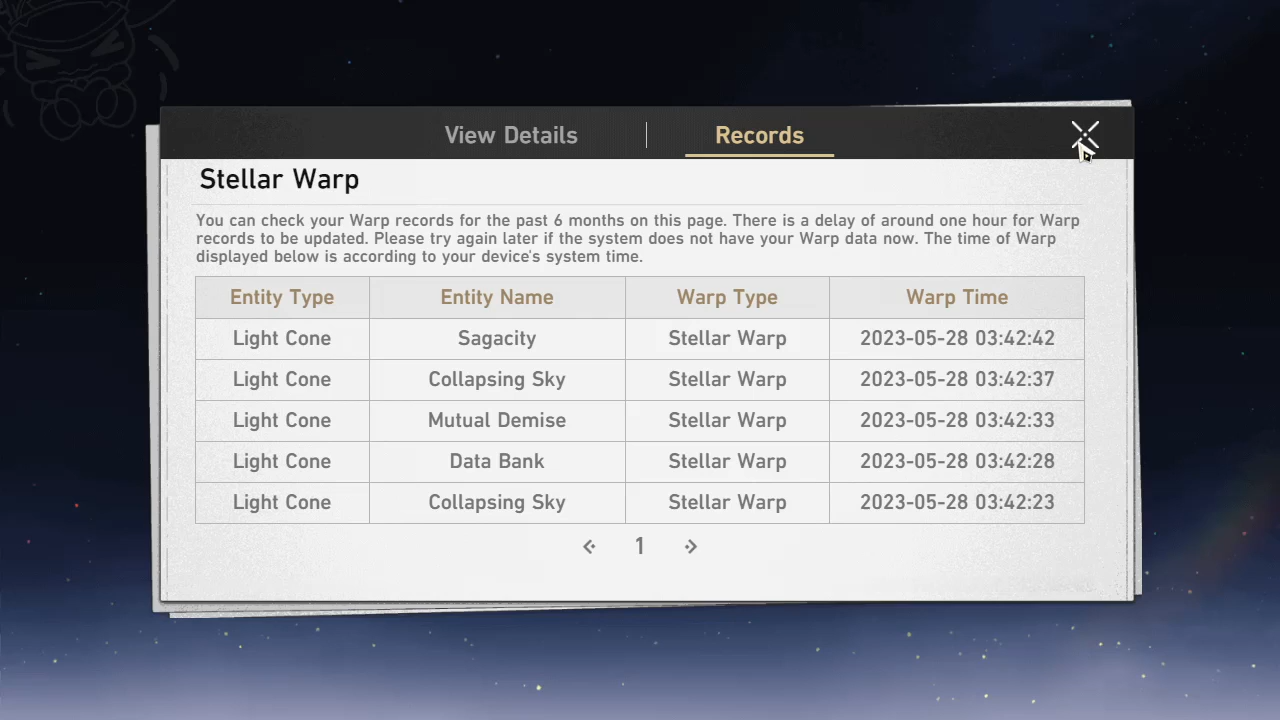 View Details
Records
Stellar Warp
You can check your Warp records for the past 6 months on this page. There is a delay of around one hour for Warp
records to be updated. Please try again later if the system does not have your Warp data now. The time of Warp
displayed below is according to your device's system time.
Entity Type Entity Name Warp Type Warp Time
Light Cone Sagacity Stellar Warp 2023-05-28 03:42:42
Light Cone Collapsing Sky Stellar Warp 2023-05-28 03:42:37
Light Cone Mutual Demise Stellar Warp 2023-05-28 03:42:33
Light Cone Data Bank Stellar Warp 2023-05-28 03:42:28
Light Cone Collapsing Sky Stellar Warp 2023-05-28 03:42:23
1